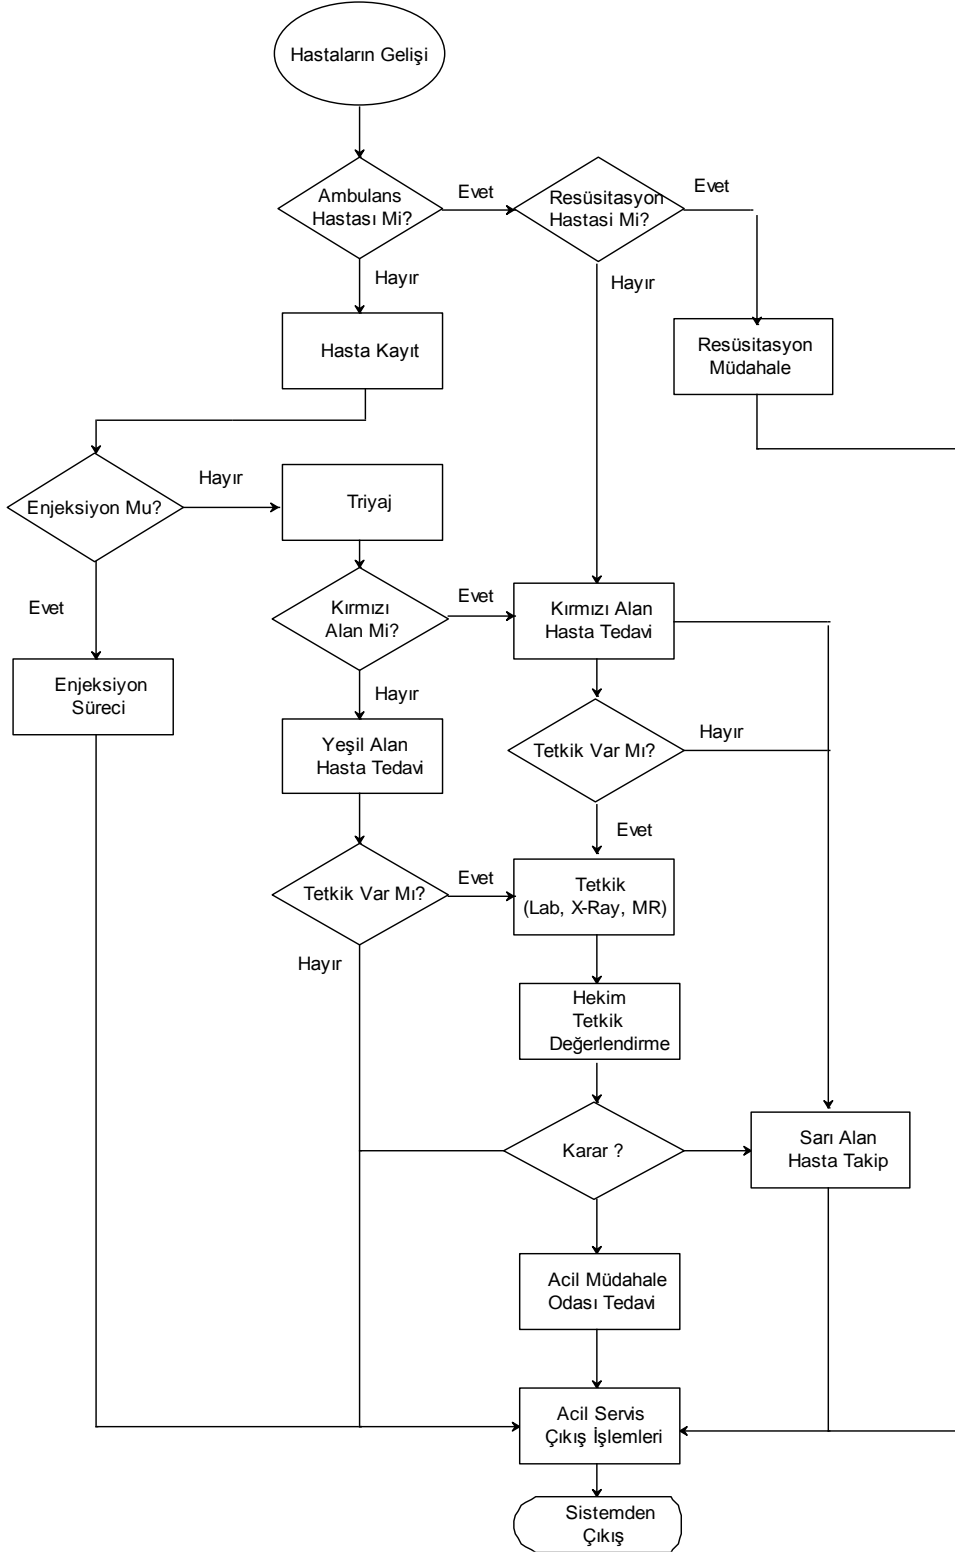 Hastaların Gelişi
Ambulans
Hastası Mi?
Evet
Resüsitasyon
Hastasi Mi?
Evet
Hayır
Hayır
Hasta Kayıt
Resüsitasyon
Müdahale
Enjeksiyon Mu?
Hayır
Triyaj
Evet
Kırmızı
Alan Mi?
Evet
Kırmızı Alan
Hasta Tedavi
Enjeksiyon
Süreci
Hayır
Yeşil Alan
Hasta Tedavi
Tetkik Var Mı?
Hayır
Evet
Tetkik Var Mı?
Evet
Tetkik
(Lab, X-Ray, MR)
Hayır
Hekim
Tetkik
Değerlendirme
Karar ?
Sarı Alan
Hasta Takip
Acil Müdahale
Odası Tedavi
Acil Servis
Çıkış İşlemleri
Sistemden
Çıkış